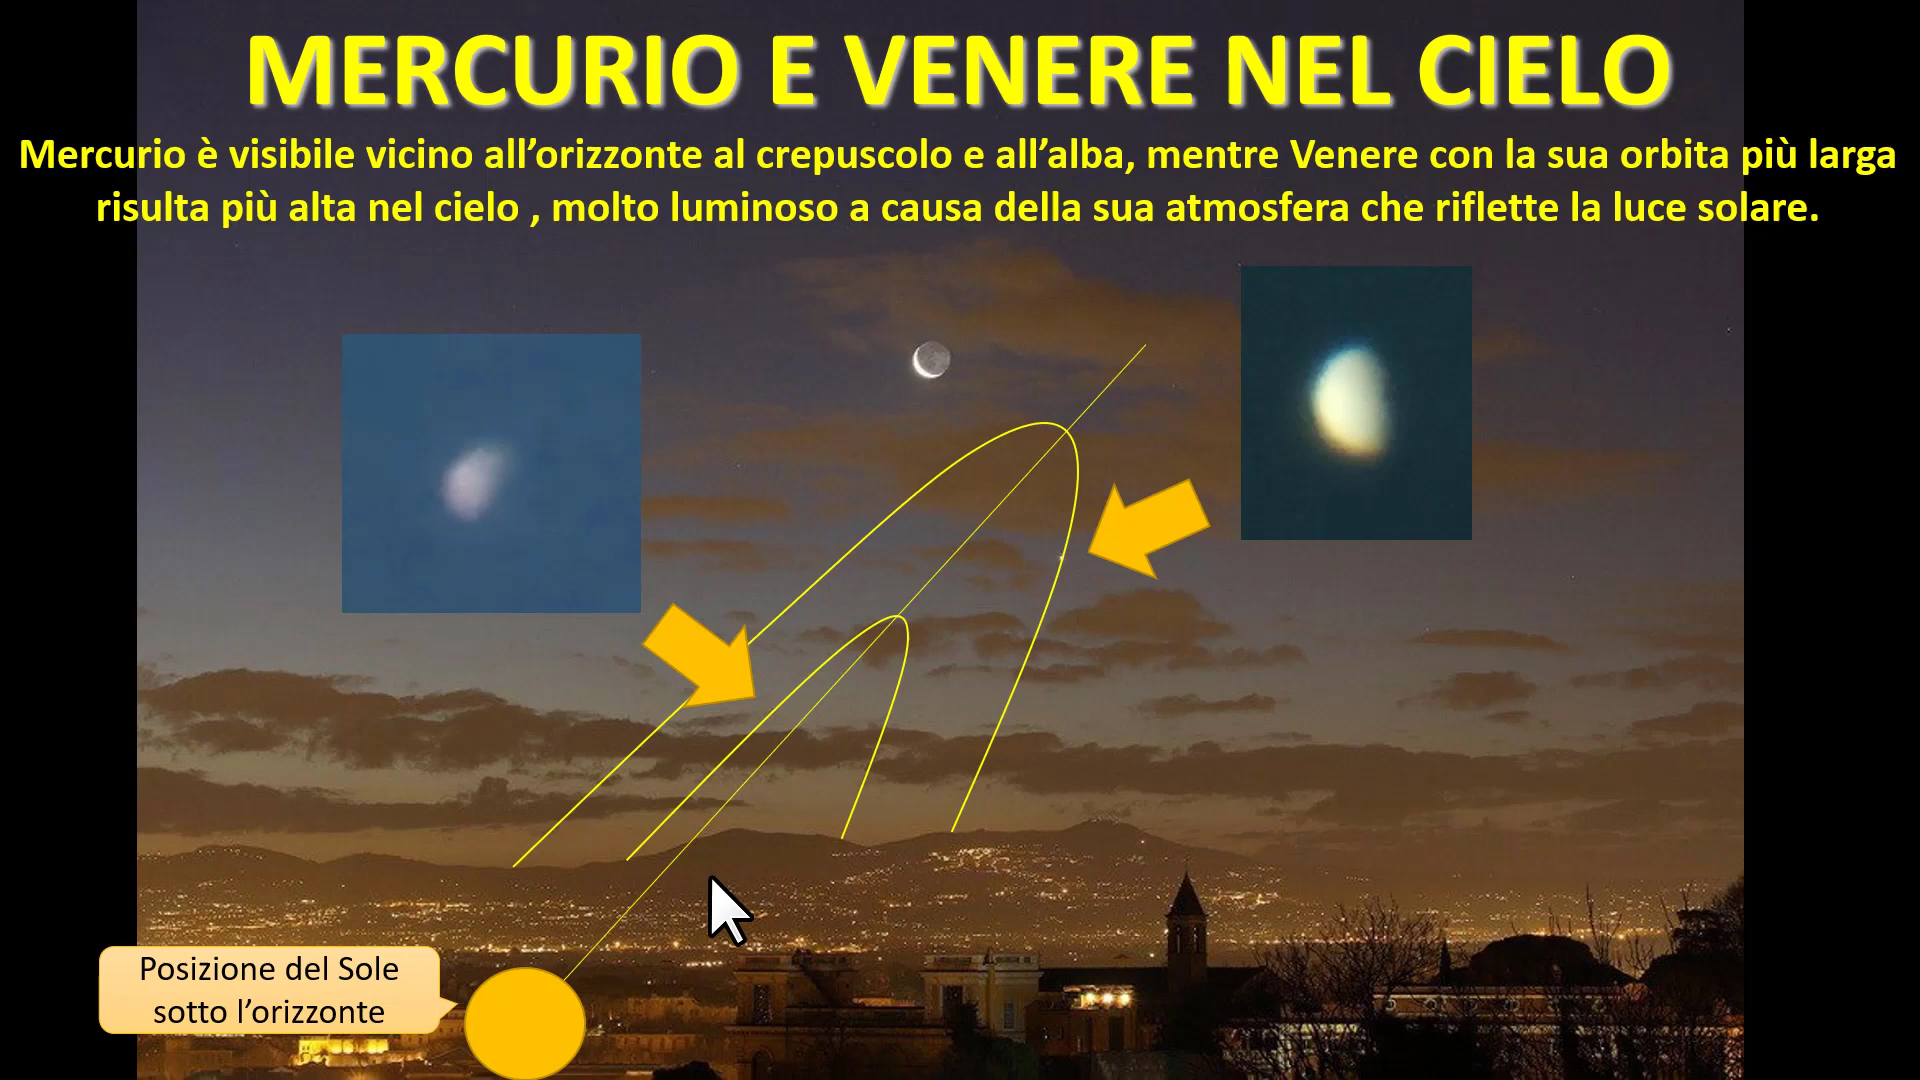 MERCURIO E VENERE NEL CIELO
Mercurio è visibile vicino all’orizzonte al crepuscolo e all’alba, mentre Venere con la sua orbita più larga
risulta più alta nel cielo , molto luminoso a causa della sua atmosfera che riflette la luce solare.
Posizione del Sole
sotto l’orizzonte